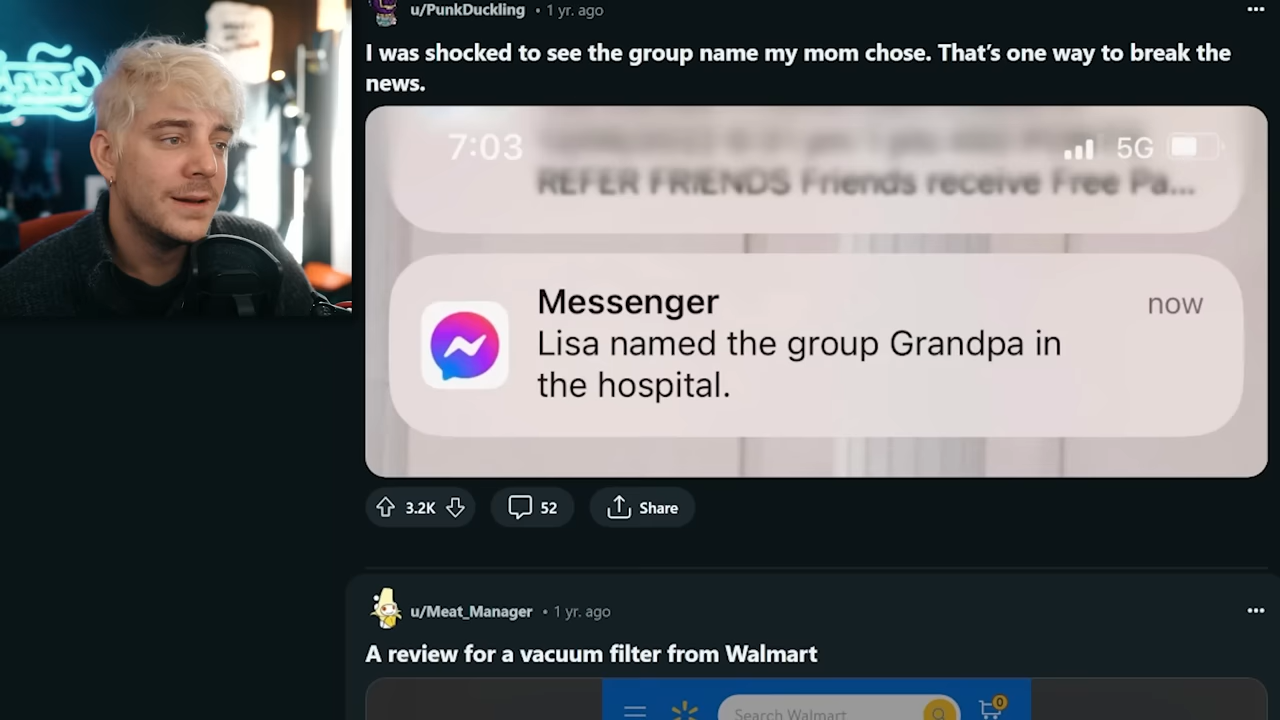 u/PunkDuckling • 1 yr. ago
I was shocked to see the group name my mom chose. That’s one way to break the
news.
7:03
5G
REFER FRIENDS Friends receive Free Pa...
Messenger
now
Lisa named the group Grandpa in
the hospital.
3.2K
52
Share
u/Meat_Manager • 1 yr. ago
A review for a vacuum filter from Walmart
Search Walmart
0